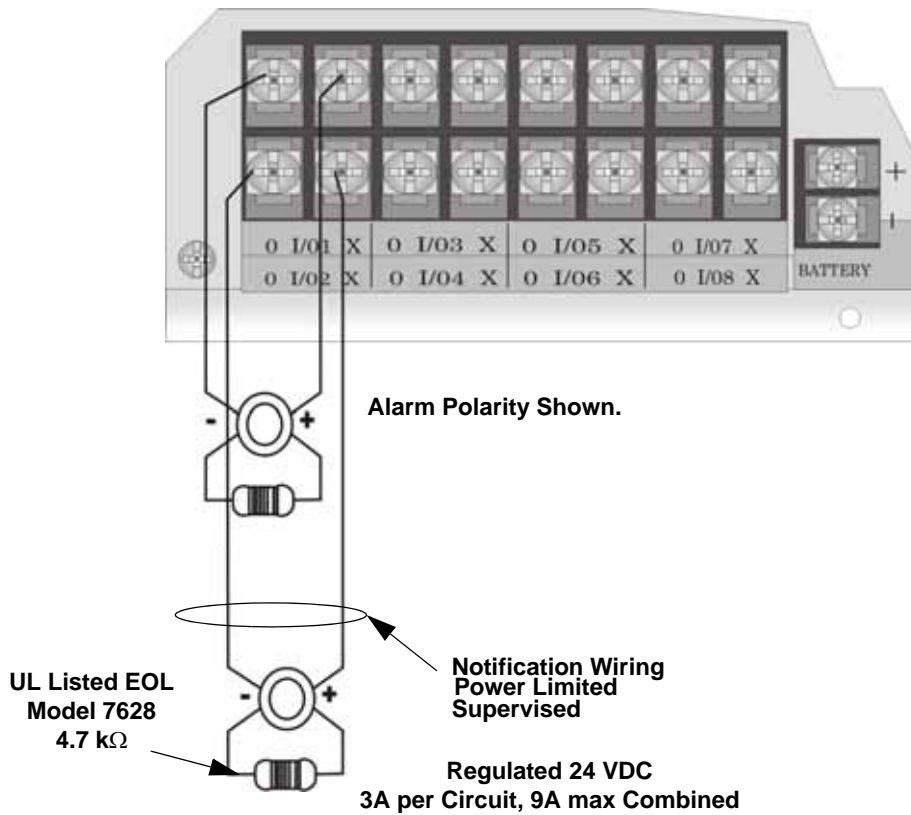 0 I/01 X 0 I/03 X 0 I/05 X 0 I/07 X
0 I/02 X 0 I/04 X 0 I/06 X 0 I/08 X
+
-
BATTERY
- +
Alarm Polarity Shown.
Notification Wiring
Power Limited
Supervised
- +
UL Listed EOL
Model 7628
4.7 kΩ
Regulated 24 VDC
3A per Circuit, 9A max Combined